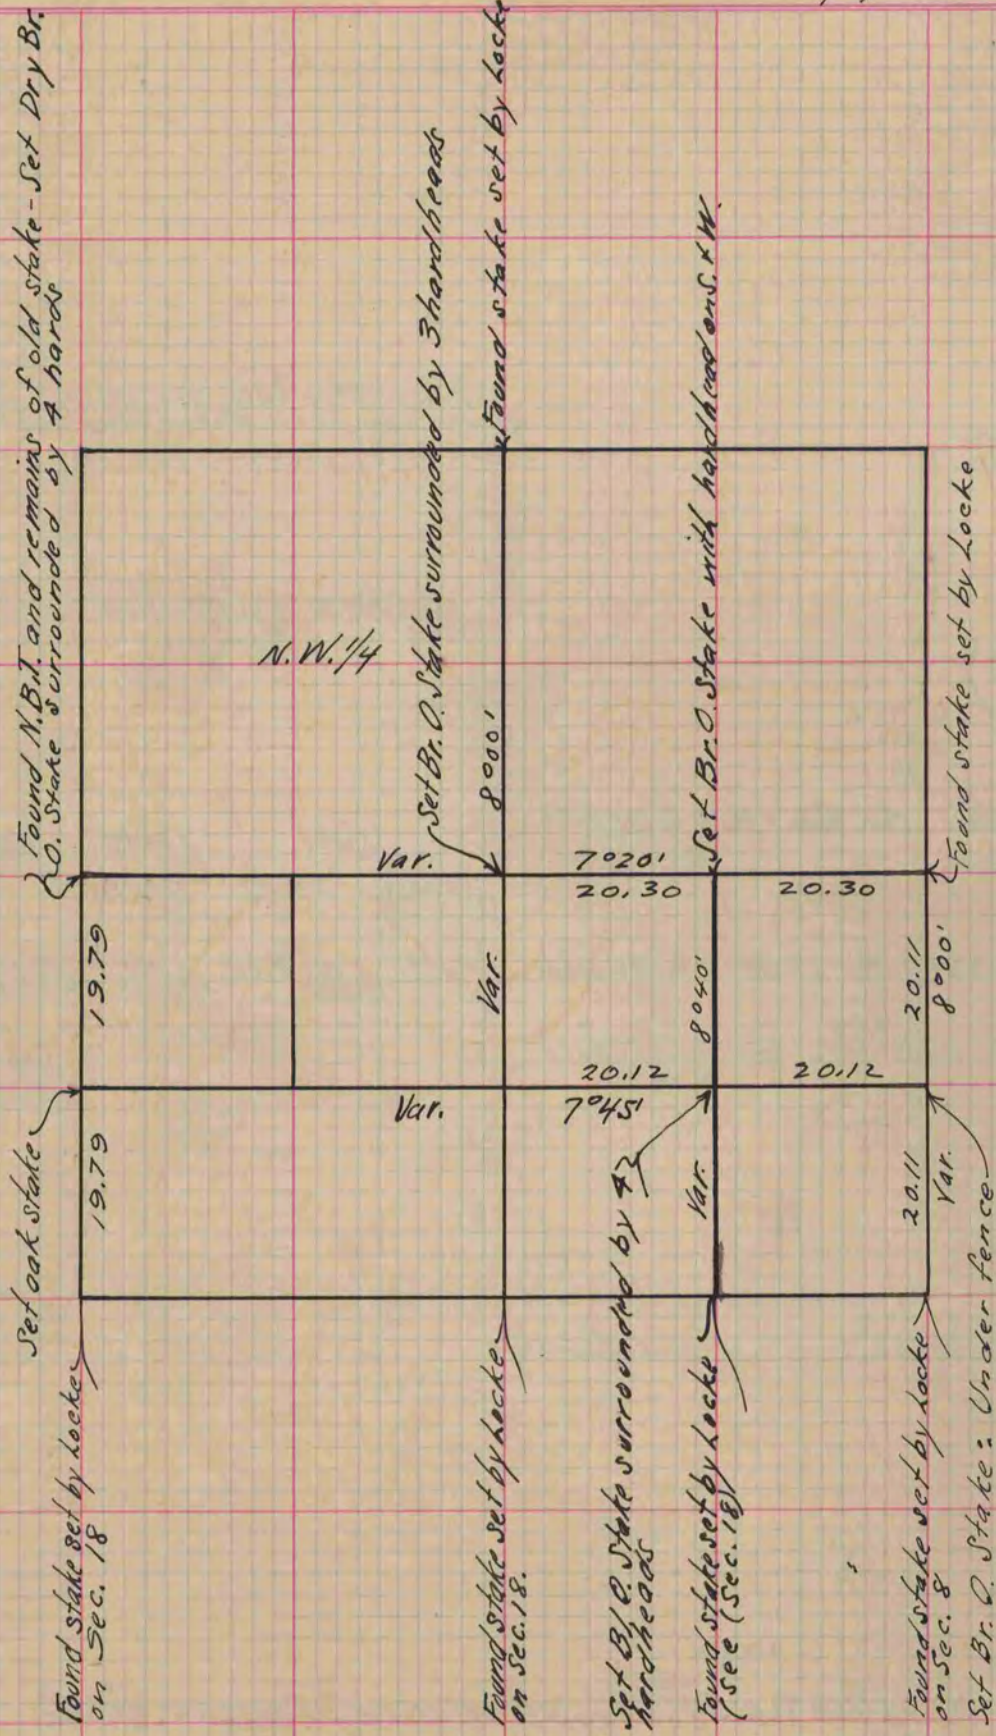 Found N.B.T. and remains of old stake - Set Dry Br.
O. Stake surrounded by 4 hards
Set oak stake
Found stake set by Locke
on Sec. 18
19.79
19.79
N.W. 1/4
Set Br. O. Stake surrounded by 3 hardheads
Found stake set by Locke
8°00'
Var.
Var.
Var.
Found stake set by Locke
on Sec. 18.
7°20'
20.30
20.30
20.12
20.12
7°45'
Set Br. O. Stake with hardhead on S. & W.
8°40'
Var.
Set Br. O. Stake surrounded by 4
hardheads
Found stake set by Locke
(See (Sec. 18)
20.11
20.11
8°00'
Var.
Found stake set by Locke
Found stake set by Locke
on Sec. 8
Set Br. O. Stake: Under fence